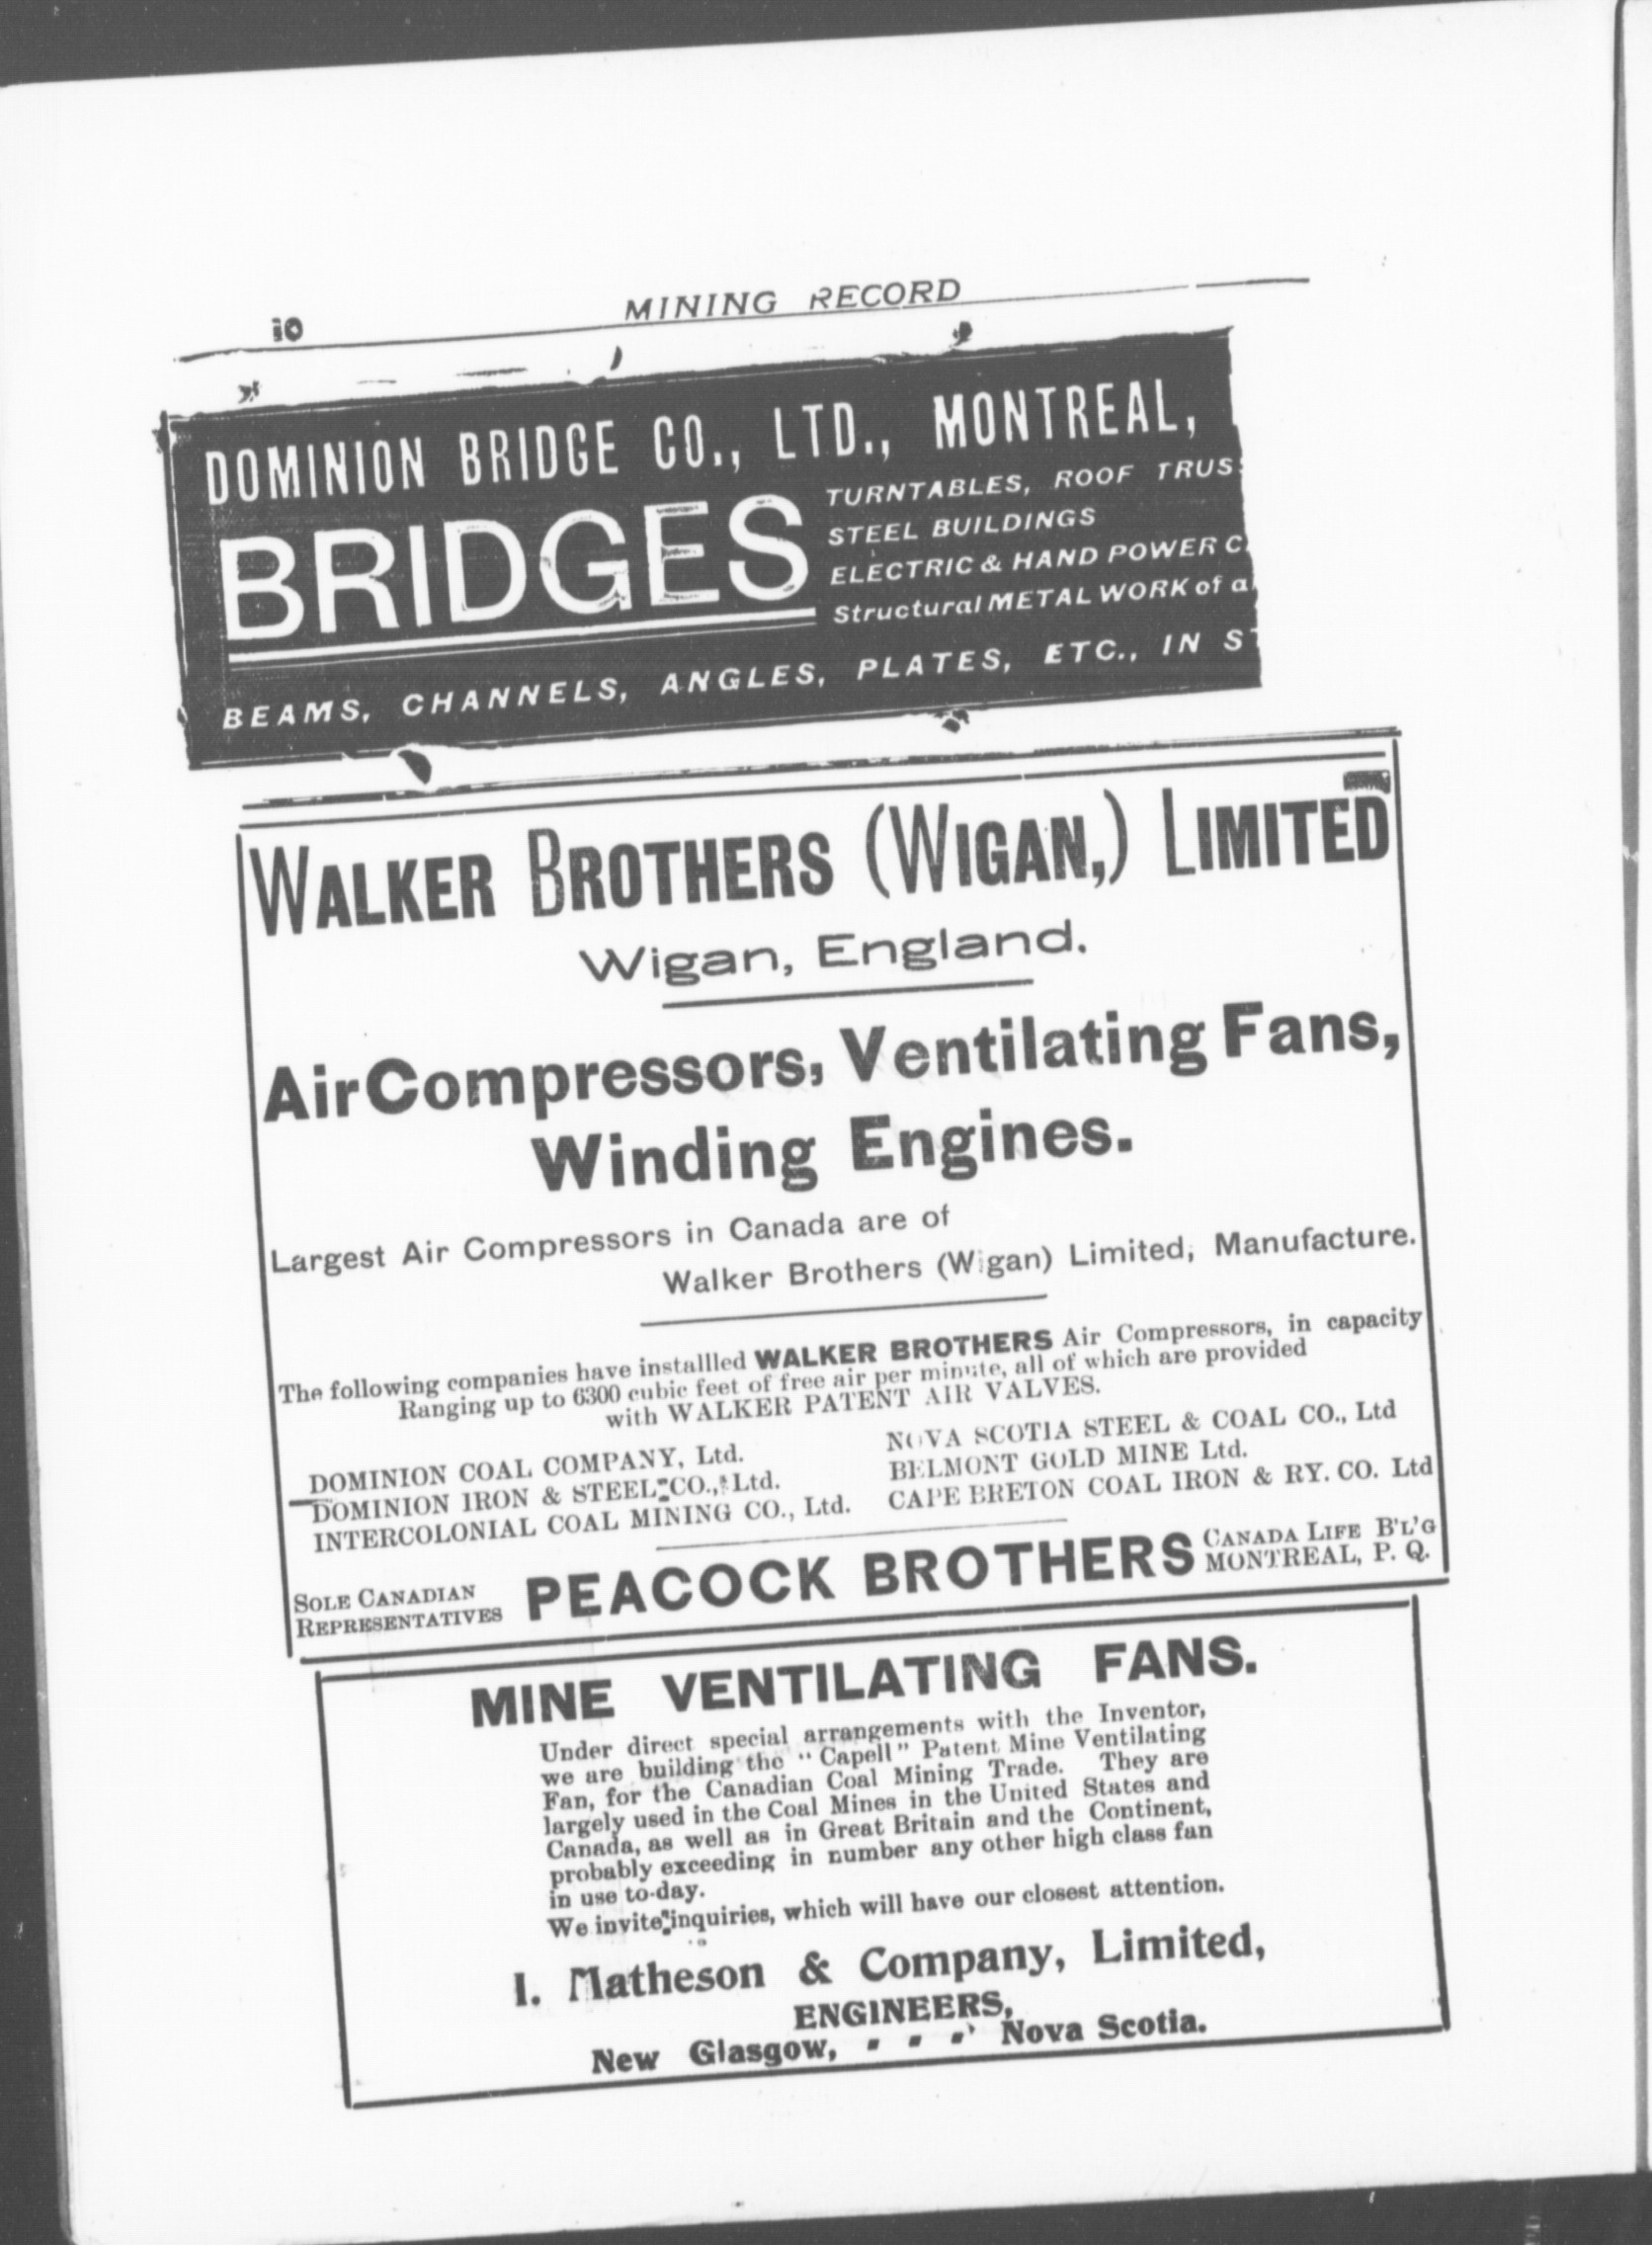 10
MINING RECORD
DOMINION BRIDGE CO., LTD., MONTREAL,
BRIDGES
TURNTABLES, ROOF TRUS
STEEL BUILDINGS
ELECTRIC & HAND POWER C
Structural METAL WORK of a
BEAMS, CHANNELS, ANGLES, PLATES, ETC., IN S
WALKER BROTHERS (WIGAN,) LIMITED
Wigan, England.
Air Compressors, Ventilating Fans,
Winding Engines.
Largest Air Compressors in Canada are of
Walker Brothers (Wigan) Limited, Manufacture.
The following companies have installled WALKER BROTHERS Air Compressors, in capacity
Ranging up to 6300 cubic feet of free air per minute, all of which are provided
with WALKER PATENT AIR VALVES.
DOMINION COAL COMPANY, Ltd.
DOMINION IRON & STEEL CO., Ltd.
INTERCOLONIAL COAL MINING CO., Ltd.
NOVA SCOTIA STEEL & COAL CO., Ltd
BELMONT GOLD MINE Ltd.
CAPE BRETON COAL IRON & RY. CO. Ltd
SOLE CANADIAN
REPRESENTATIVES
PEACOCK BROTHERS
CANADA LIFE B'L'G
MONTREAL, P. Q.
MINE VENTILATING FANS.
Under direct special arrangements with the Inventor,
we are building the "Capell" Patent Mine Ventilating
Fan, for the Canadian Coal Mining Trade. They are
largely used in the Coal Mines in the United States and
Canada, as well as in Great Britain and the Continent,
probably exceeding in number any other high class fan
in use to-day.
We invite inquiries, which will have our closest attention.
I. Matheson & Company, Limited,
ENGINEERS,
New Glasgow, - - - Nova Scotia.